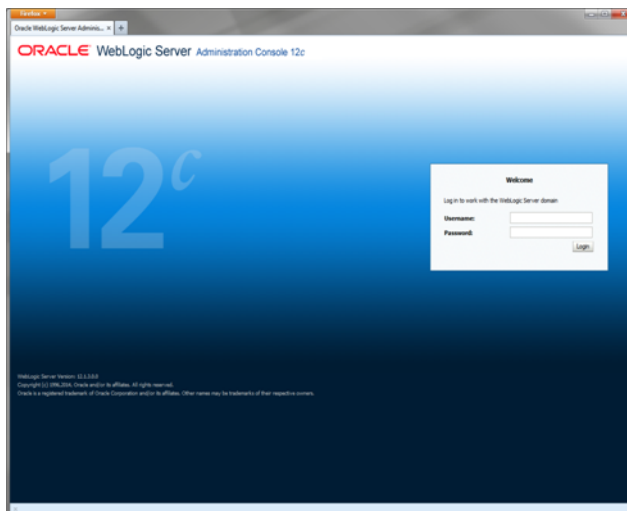 Firefox
Oracle WebLogic Server Adminis...
ORACLE WebLogic Server Administration Console 12c
12c
Welcome
Log in to work with the WebLogic Server domain
Username:
Password:
Login
WebLogic Server Version: 12.1.3.0.0
Copyright (c) 1996,2014, Oracle and/or its affiliates. All rights reserved.
Oracle is a registered trademark of Oracle Corporation and/or its affiliates. Other names may be trademarks of their respective owners.